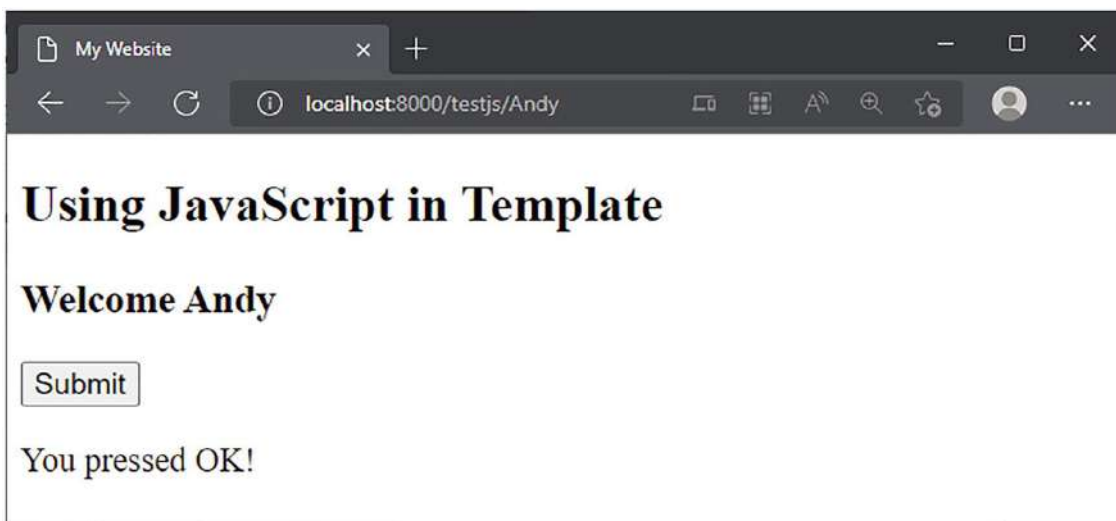 My Website
localhost:8000/testjs/Andy
Using JavaScript in Template
Welcome Andy
Submit
You pressed OK!